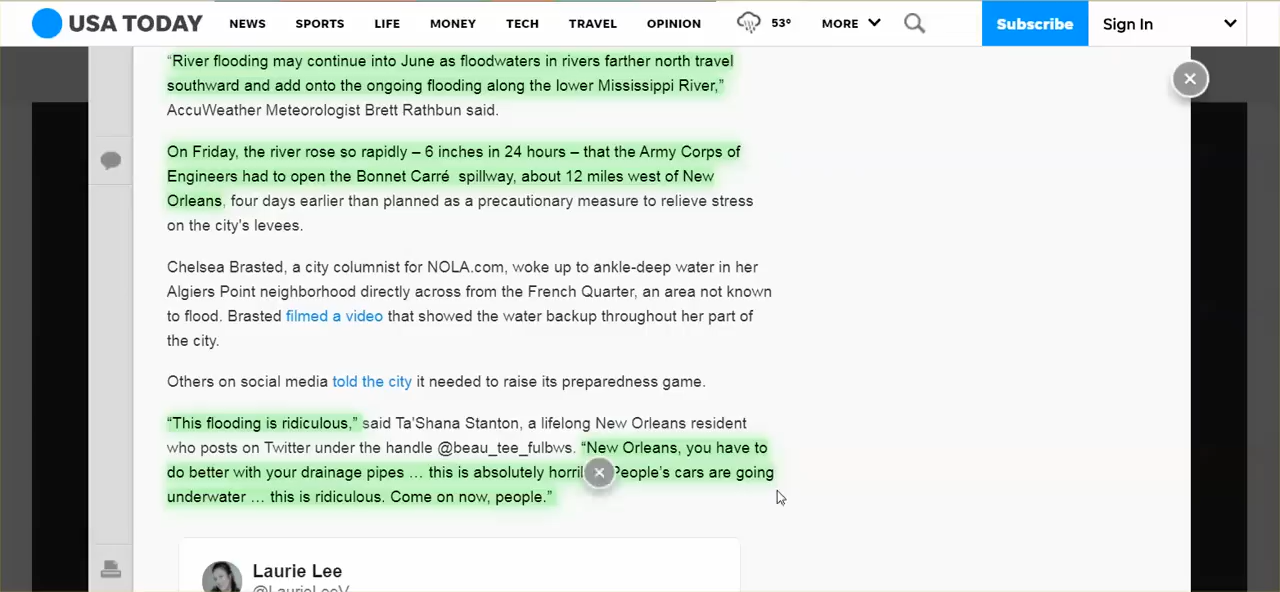 USA TODAY NEWS SPORTS LIFE MONEY TECH TRAVEL OPINION 53° MORE Subscribe Sign In
“River flooding may continue into June as floodwaters in rivers farther north travel
southward and add onto the ongoing flooding along the lower Mississippi River,”
AccuWeather Meteorologist Brett Rathbun said.
On Friday, the river rose so rapidly – 6 inches in 24 hours – that the Army Corps of
Engineers had to open the Bonnet Carré spillway, about 12 miles west of New
Orleans, four days earlier than planned as a precautionary measure to relieve stress
on the city's levees.
Chelsea Brasted, a city columnist for NOLA.com, woke up to ankle-deep water in her
Algiers Point neighborhood directly across from the French Quarter, an area not known
to flood. Brasted filmed a video that showed the water backup throughout her part of
the city.
Others on social media told the city it needed to raise its preparedness game.
“This flooding is ridiculous,” said Ta'Shana Stanton, a lifelong New Orleans resident
who posts on Twitter under the handle @beau_tee_fulbws. “New Orleans, you have to
do better with your drainage pipes … this is absolutely People's cars are going
underwater … this is ridiculous. Come on now, people.”
Laurie Lee
@LaurieLeeV